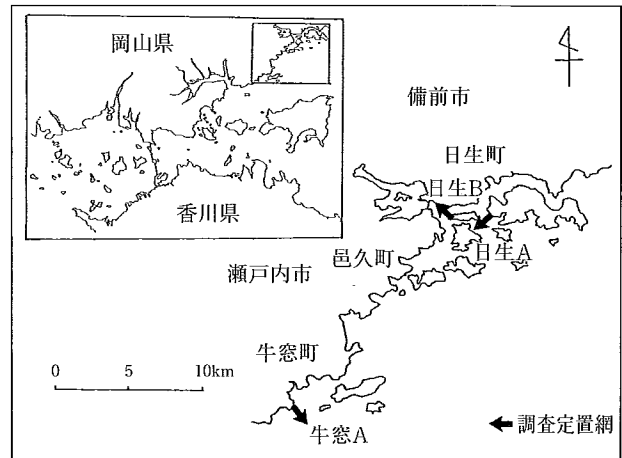 岡山県
香川県
備前市
日生町
日生B
日生A
邑久町
瀬戸内市
牛窓町
牛窓A
0 5 10km
調査定置網